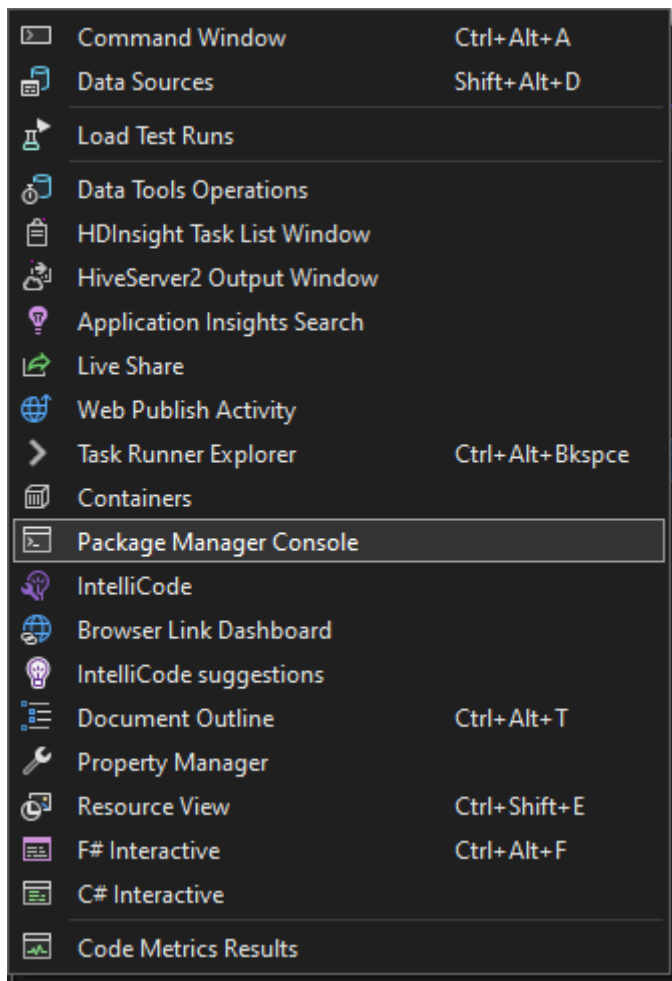 Command Window Ctrl+Alt+A
Data Sources Shift+Alt+D
Load Test Runs
Data Tools Operations
HDInsight Task List Window
HiveServer2 Output Window
Application Insights Search
Live Share
Web Publish Activity
Task Runner Explorer Ctrl+Alt+Bkspce
Containers
Package Manager Console
IntelliCode
Browser Link Dashboard
IntelliCode suggestions
Document Outline Ctrl+Alt+T
Property Manager
Resource View Ctrl+Shift+E
F# Interactive Ctrl+Alt+F
C# Interactive
Code Metrics Results